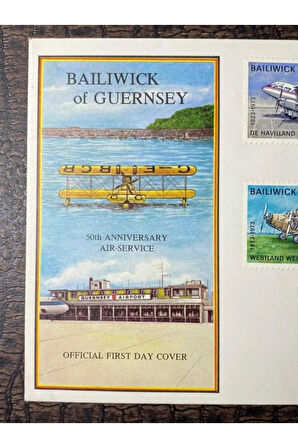 BAILIWICK
of GUERNSEY
50th ANNIVERSARY
AIR-SERVICE
GUERNSEY AIRPORT
OFFICIAL FIRST DAY COVER
BAILIWICK
1923-1973
DE HAVILLAND
BAILIWICK
1923-1973
WESTLAND WES